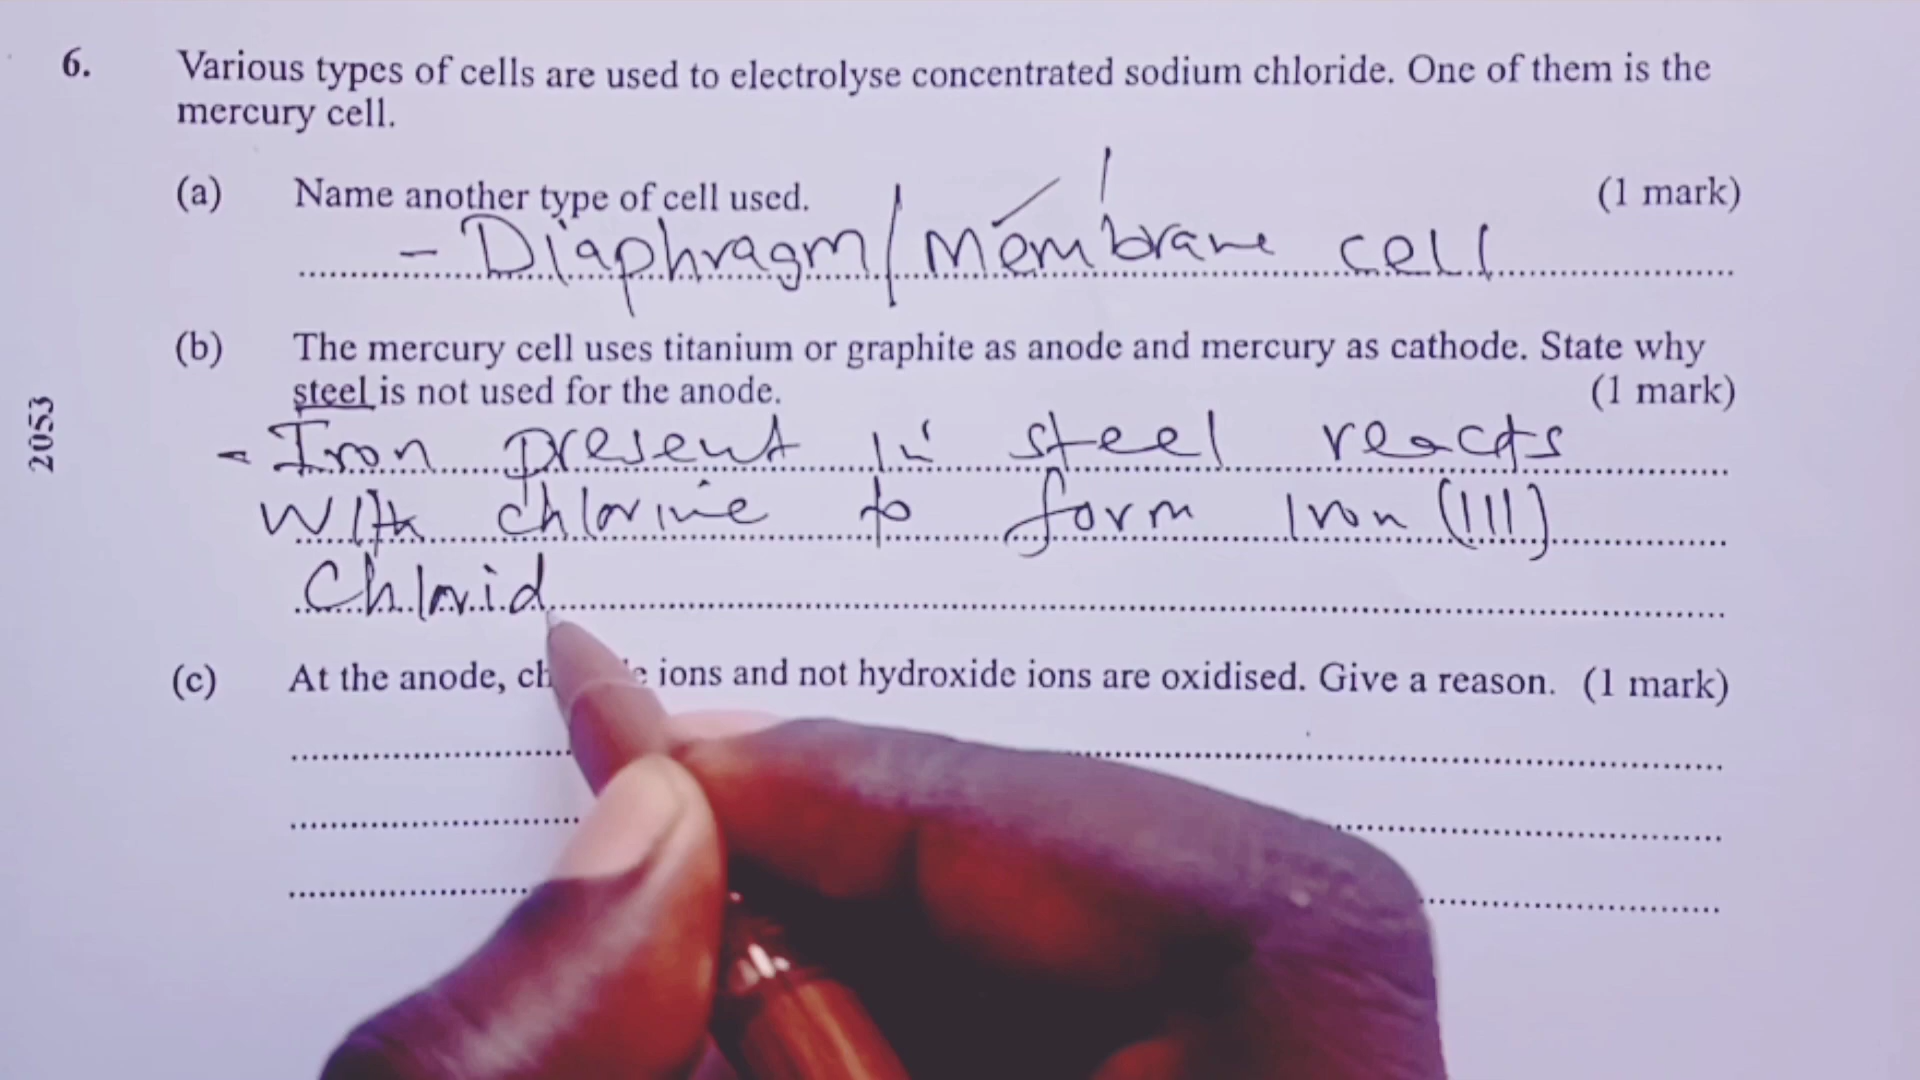 6. Various types of cells are used to electrolyse concentrated sodium chloride. One of them is the
mercury cell.
(a) Name another type of cell used. (1 mark)
- Diaphragm/Membrane cell
(b) The mercury cell uses titanium or graphite as anode and mercury as cathode. State why
steel is not used for the anode. (1 mark)
- Iron present in steel reacts
with chlorine to form Iron (III)
Chlorid
2053
(c) At the anode, ions and not hydroxide ions are oxidised. Give a reason. (1 mark)